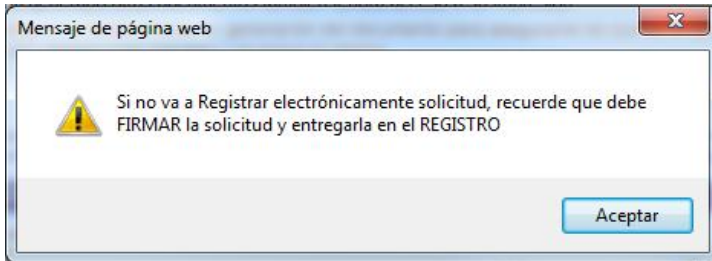 Mensaje de página web
Si no va a Registrar electrónicamente solicitud, recuerde que debe
FIRMAR la solicitud y entregarla en el REGISTRO
Aceptar